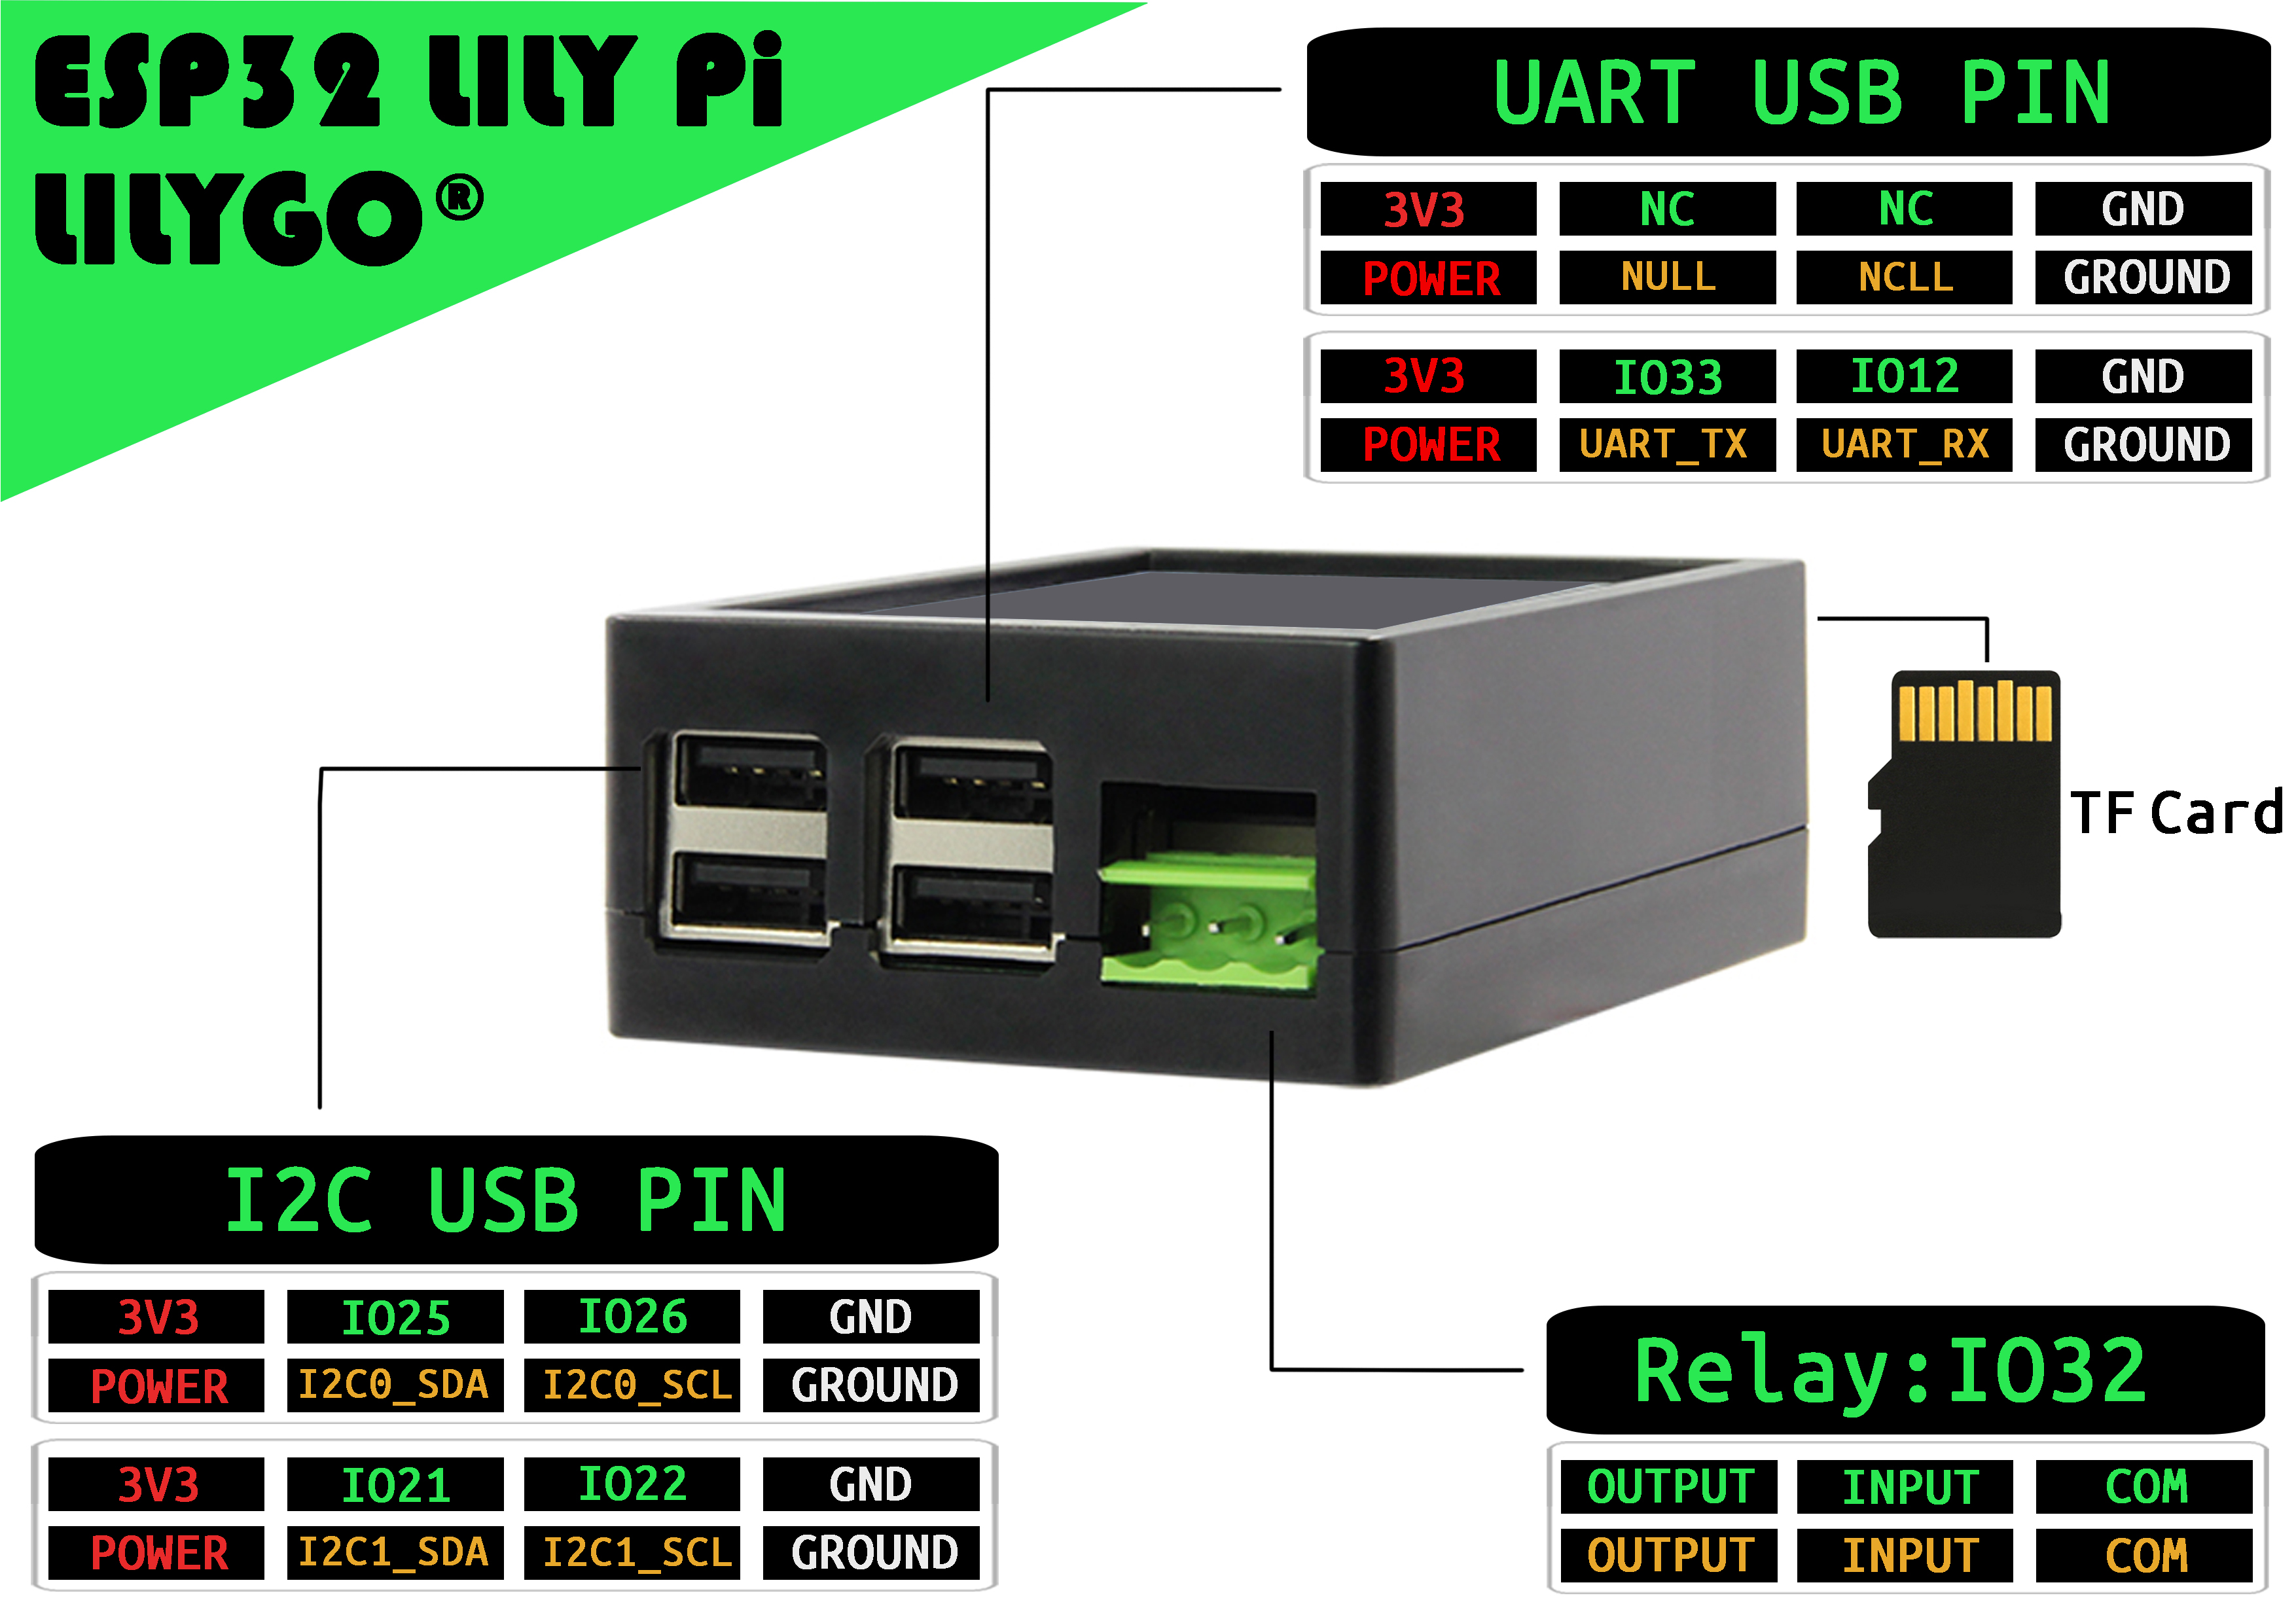 ESP32 LILY Pi
LILYGO®
UART USB PIN
3V3 NC NC GND
POWER NULL NCLL GROUND
3V3 IO33 IO12 GND
POWER UART_TX UART_RX GROUND
TF Card
I2C USB PIN
3V3 IO25 IO26 GND
POWER I2C0_SDA I2C0_SCL GROUND
3V3 IO21 IO22 GND
POWER I2C1_SDA I2C1_SCL GROUND
Relay:IO32
OUTPUT INPUT COM
OUTPUT INPUT COM